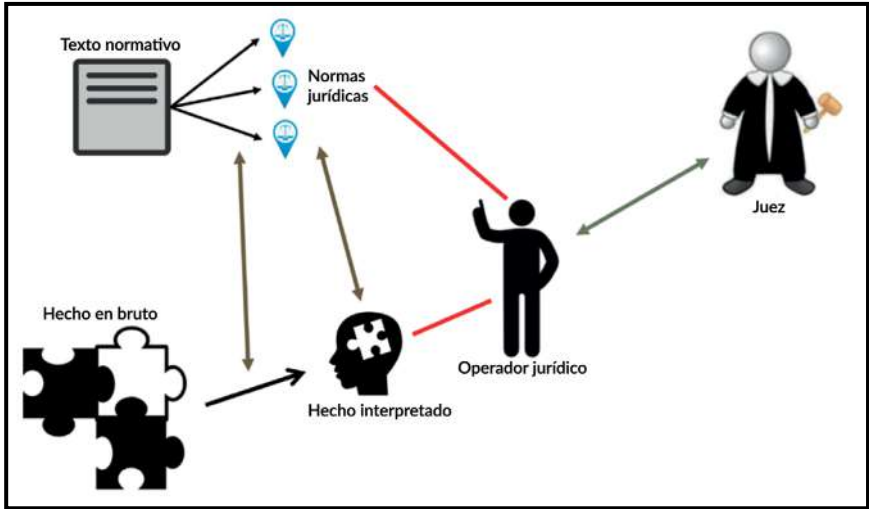 Texto normativo
Normas
jurídicas
Juez
Hecho en bruto
Operador jurídico
Hecho interpretado